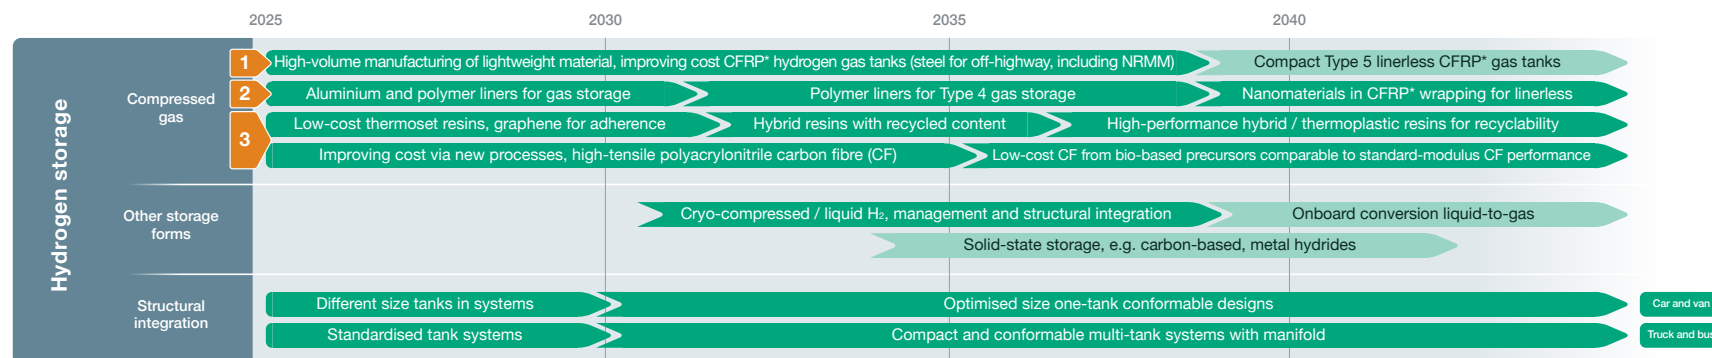 2025 2030 2035 2040
Hydrogen storage
Compressed
gas
1
High-volume manufacturing of lightweight material, improving cost CFRP* hydrogen gas tanks (steel for off-highway, including NRMM)
Compact Type 5 linerless CFRP* gas tanks
2
Aluminium and polymer liners for gas storage
Polymer liners for Type 4 gas storage
Nanomaterials in CFRP* wrapping for linerless
3
Low-cost thermoset resins, graphene for adherence
Hybrid resins with recycled content
High-performance hybrid / thermoplastic resins for recyclability
Improving cost via new processes, high-tensile polyacrylonitrile carbon fibre (CF)
Low-cost CF from bio-based precursors comparable to standard-modulus CF performance
Other storage
forms
Cryo-compressed / liquid H₂, management and structural integration
Onboard conversion liquid-to-gas
Solid-state storage, e.g. carbon-based, metal hydrides
Structural
integration
Different size tanks in systems
Optimised size one-tank conformable designs
Car and van
Standardised tank systems
Compact and conformable multi-tank systems with manifold
Truck and bus